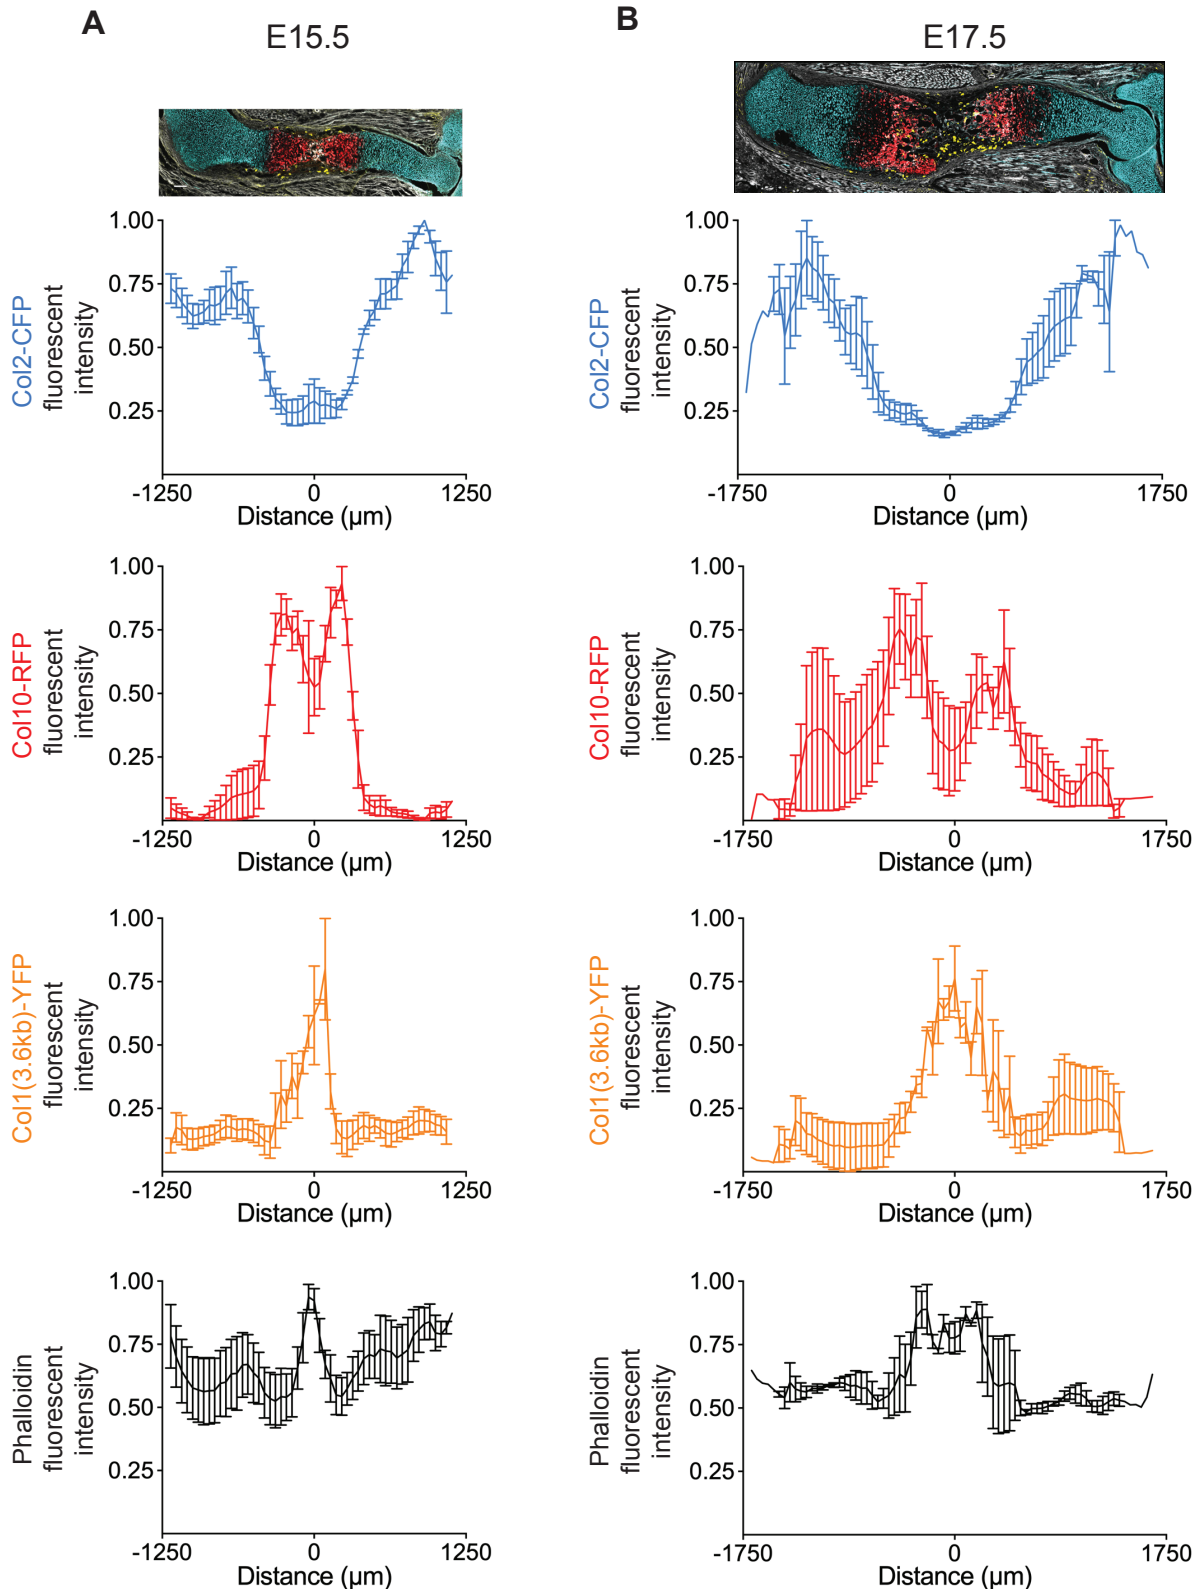 A
E15.5
B
E17.5
Col2-CFP
fluorescent
intensity
1.00
0.75
0.50
0.25
-1250
0
1250
Distance (µm)
Col2-CFP
fluorescent
intensity
1.00
0.75
0.50
0.25
-1750
0
1750
Distance (µm)
Col10-RFP
fluorescent
intensity
1.00
0.75
0.50
0.25
-1250
0
1250
Distance (µm)
Col10-RFP
fluorescent
intensity
1.00
0.75
0.50
0.25
-1750
0
1750
Distance (µm)
Col1(3.6kb)-YFP
fluorescent
intensity
1.00
0.75
0.50
0.25
-1250
0
1250
Distance (µm)
Col1(3.6kb)-YFP
fluorescent
intensity
1.00
0.75
0.50
0.25
-1750
0
1750
Distance (µm)
Phalloidin
fluorescent
intensity
1.00
0.75
0.50
0.25
-1250
0
1250
Distance (µm)
Phalloidin
fluorescent
intensity
1.00
0.75
0.50
0.25
-1750
0
1750
Distance (µm)